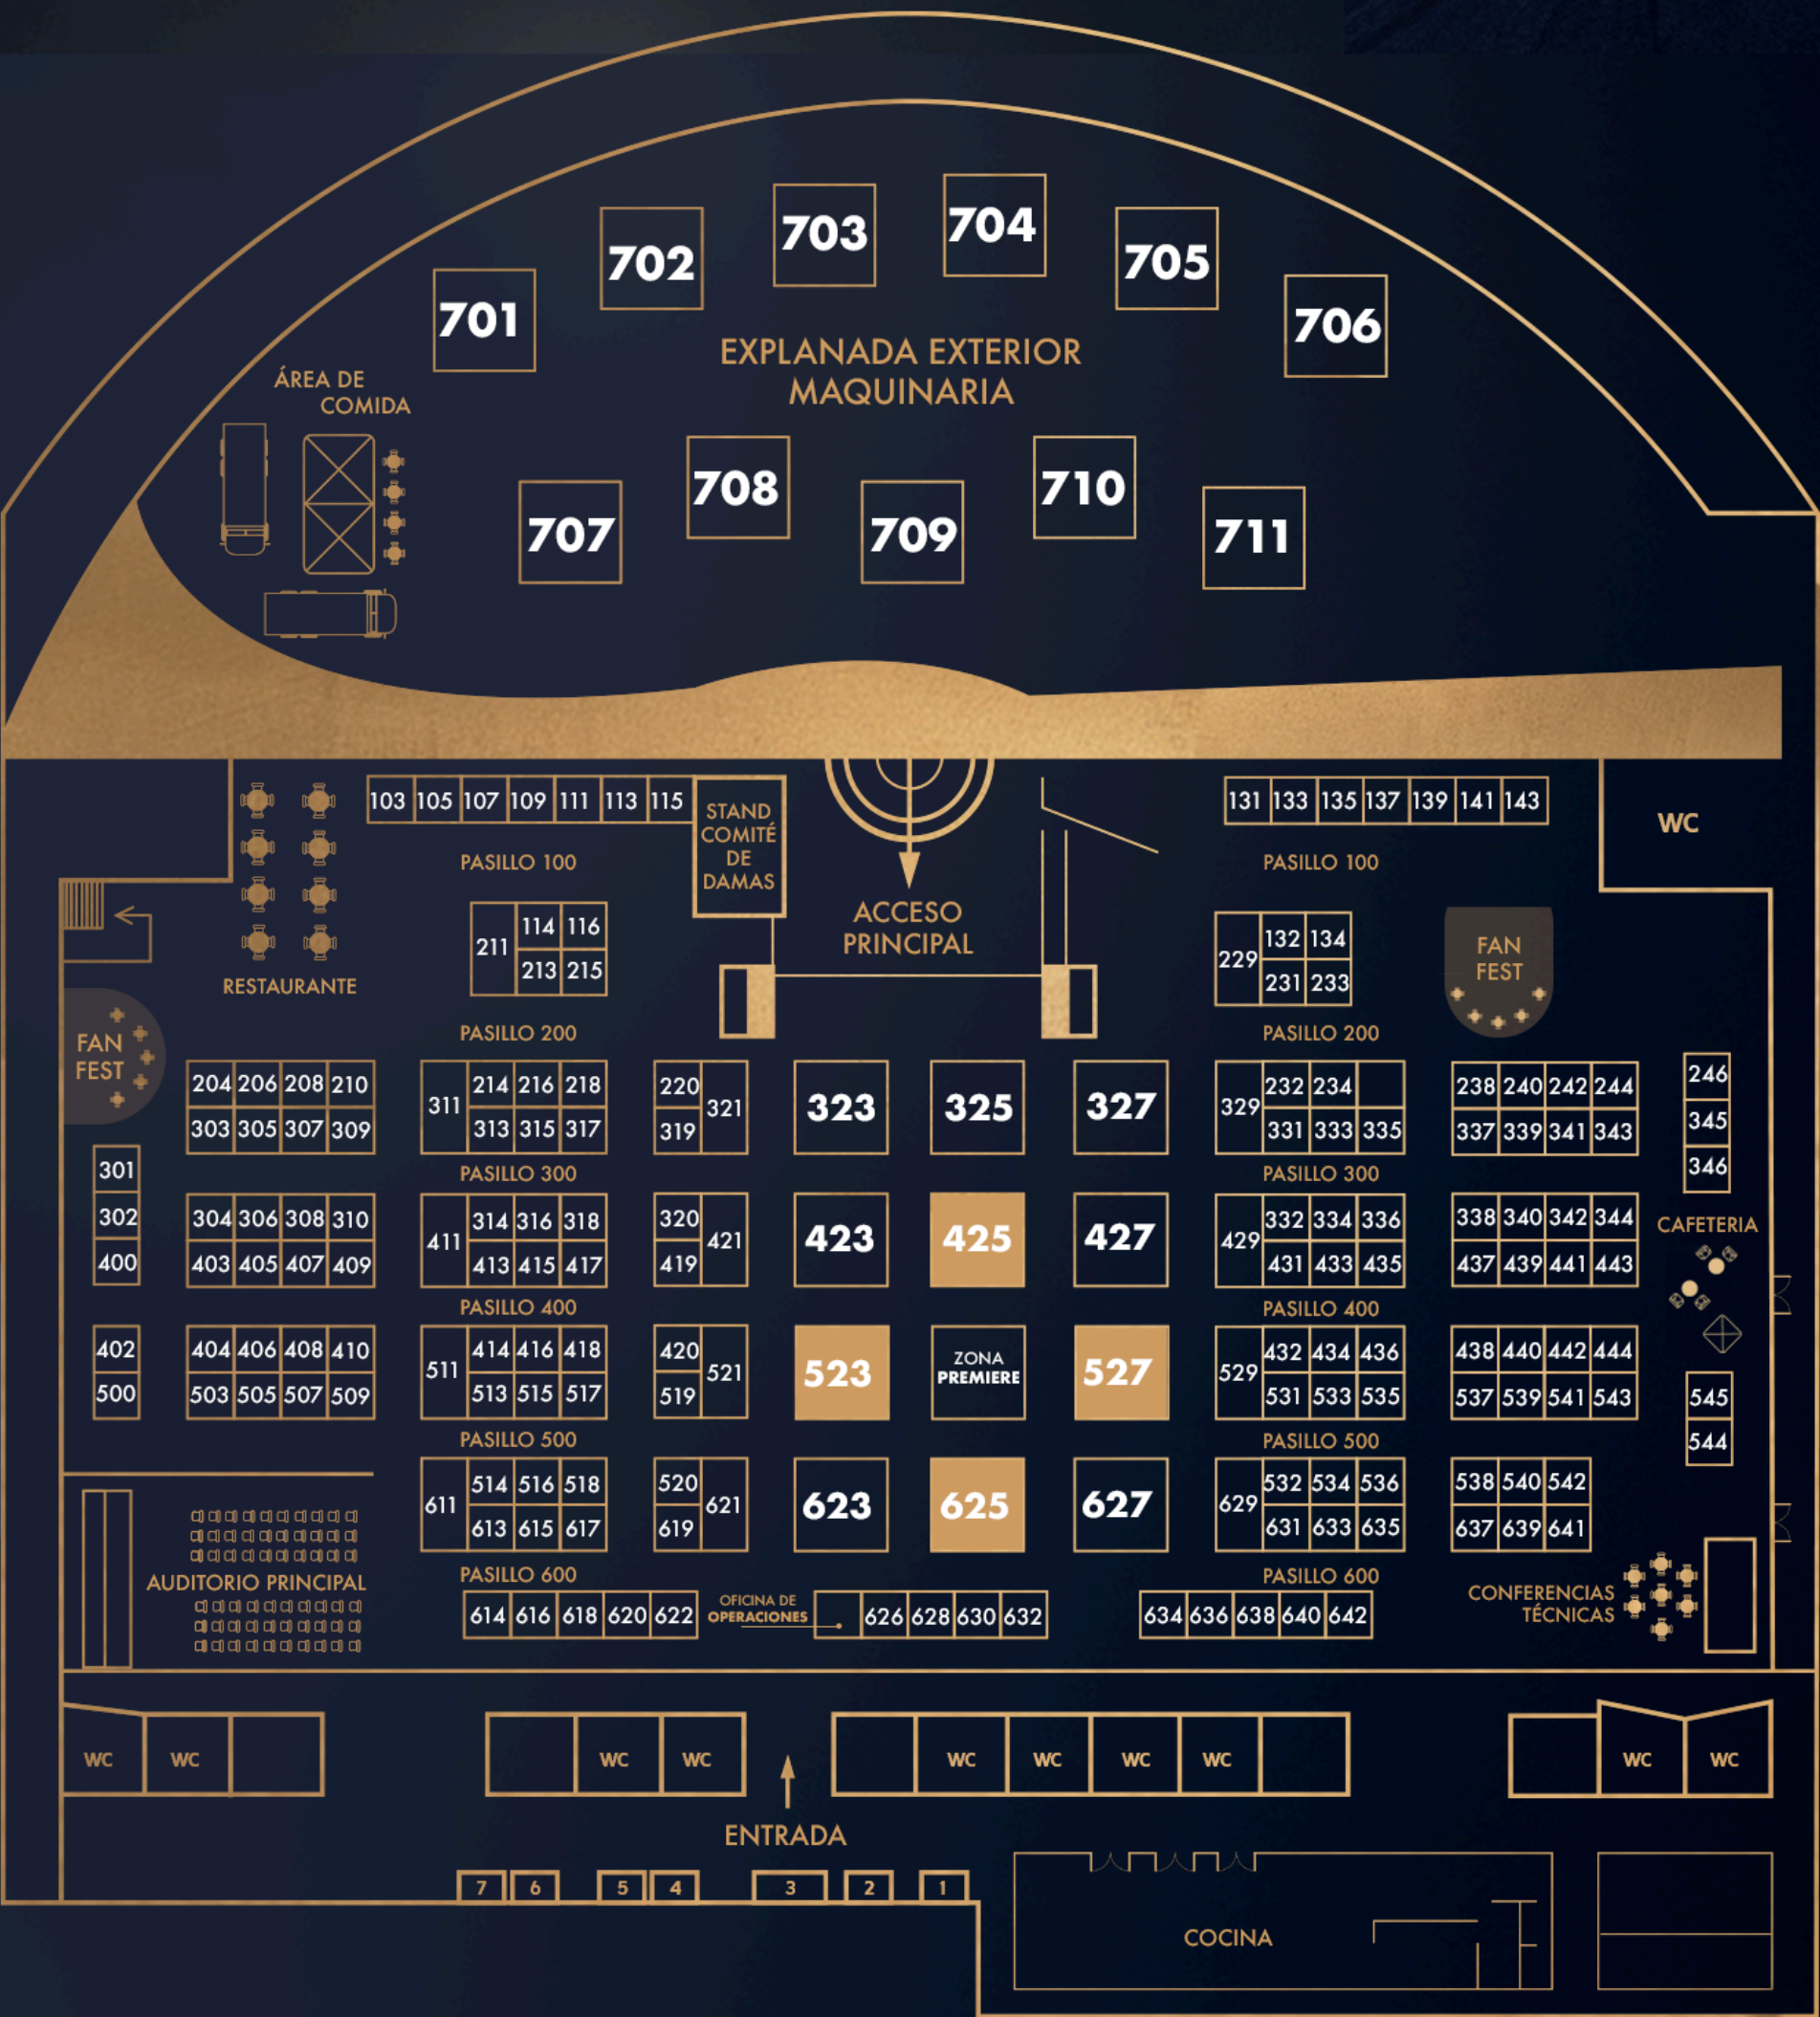 703
704
702
705
701
706
EXPLANADA EXTERIOR
MAQUINARIA
ÁREA DE
COMIDA
708
710
707
709
711
103 105 107 109 111 113 115
STAND
COMITÉ
DE
DAMAS
131 133 135 137 139 141 143
WC
PASILLO 100
PASILLO 100
ACCESO
PRINCIPAL
211
114 116
213 215
229
132 134
231 233
FAN
FEST
RESTAURANTE
PASILLO 200
PASILLO 200
FAN
FEST
204 206 208 210
303 305 307 309
311
214 216 218
313 315 317
220
319
321
323
325
327
329
232 234
331 333 335
238 240 242 244
337 339 341 343
246
345
346
PASILLO 300
PASILLO 300
301
302
400
304 306 308 310
403 405 407 409
411
314 316 318
413 415 417
320
419
421
423
425
427
429
332 334 336
431 433 435
338 340 342 344
437 439 441 443
CAFETERIA
PASILLO 400
PASILLO 400
402
500
404 406 408 410
503 505 507 509
511
414 416 418
513 515 517
420
519
521
523
ZONA
PREMIERE
527
529
432 434 436
531 533 535
438 440 442 444
537 539 541 543
545
544
PASILLO 500
PASILLO 500
611
514 516 518
613 615 617
520
619
621
623
625
627
629
532 534 536
631 633 635
538 540 542
637 639 641
AUDITORIO PRINCIPAL
PASILLO 600
PASILLO 600
614 616 618 620 622
OFICINA DE
OPERACIONES
626 628 630 632
634 636 638 640 642
CONFERENCIAS
TÉCNICAS
WC WC
WC WC
WC WC WC WC
WC WC
ENTRADA
7 6 5 4 3 2 1
COCINA